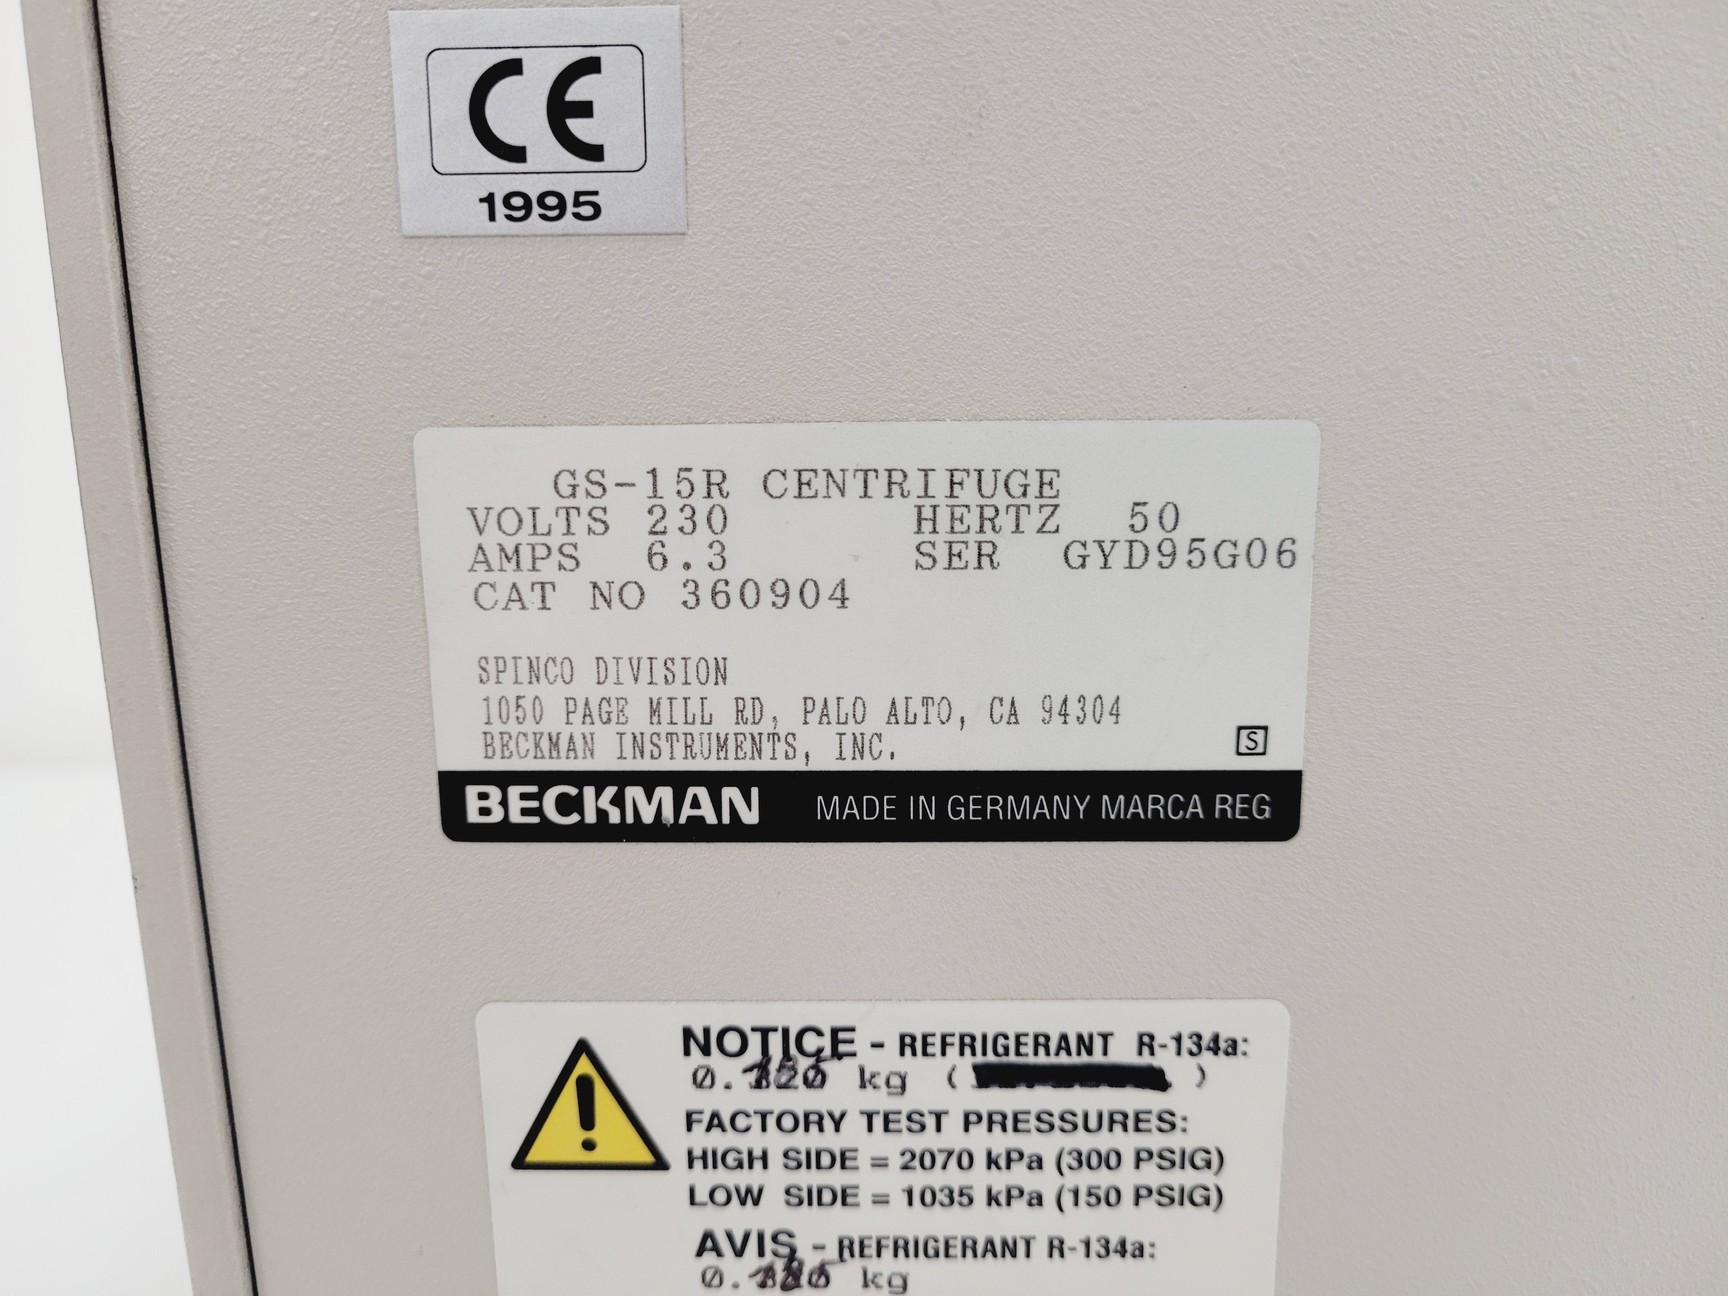 CE
1995
GS-15R CENTRIFUGE
VOLTS 230 HERTZ 50
AMPS 6.3 SER GYD95G06
CAT NO 360904
SPINCO DIVISION
1050 PAGE MILL RD, PALO ALTO, CA 94304
BECKMAN INSTRUMENTS, INC.
S
BECKMAN MADE IN GERMANY MARCA REG
NOTICE - REFRIGERANT R-134a:
kg ( )
FACTORY TEST PRESSURES:
HIGH SIDE = 2070 kPa (300 PSIG)
LOW SIDE = 1035 kPa (150 PSIG)
AVIS - REFRIGERANT R-134a:
kg